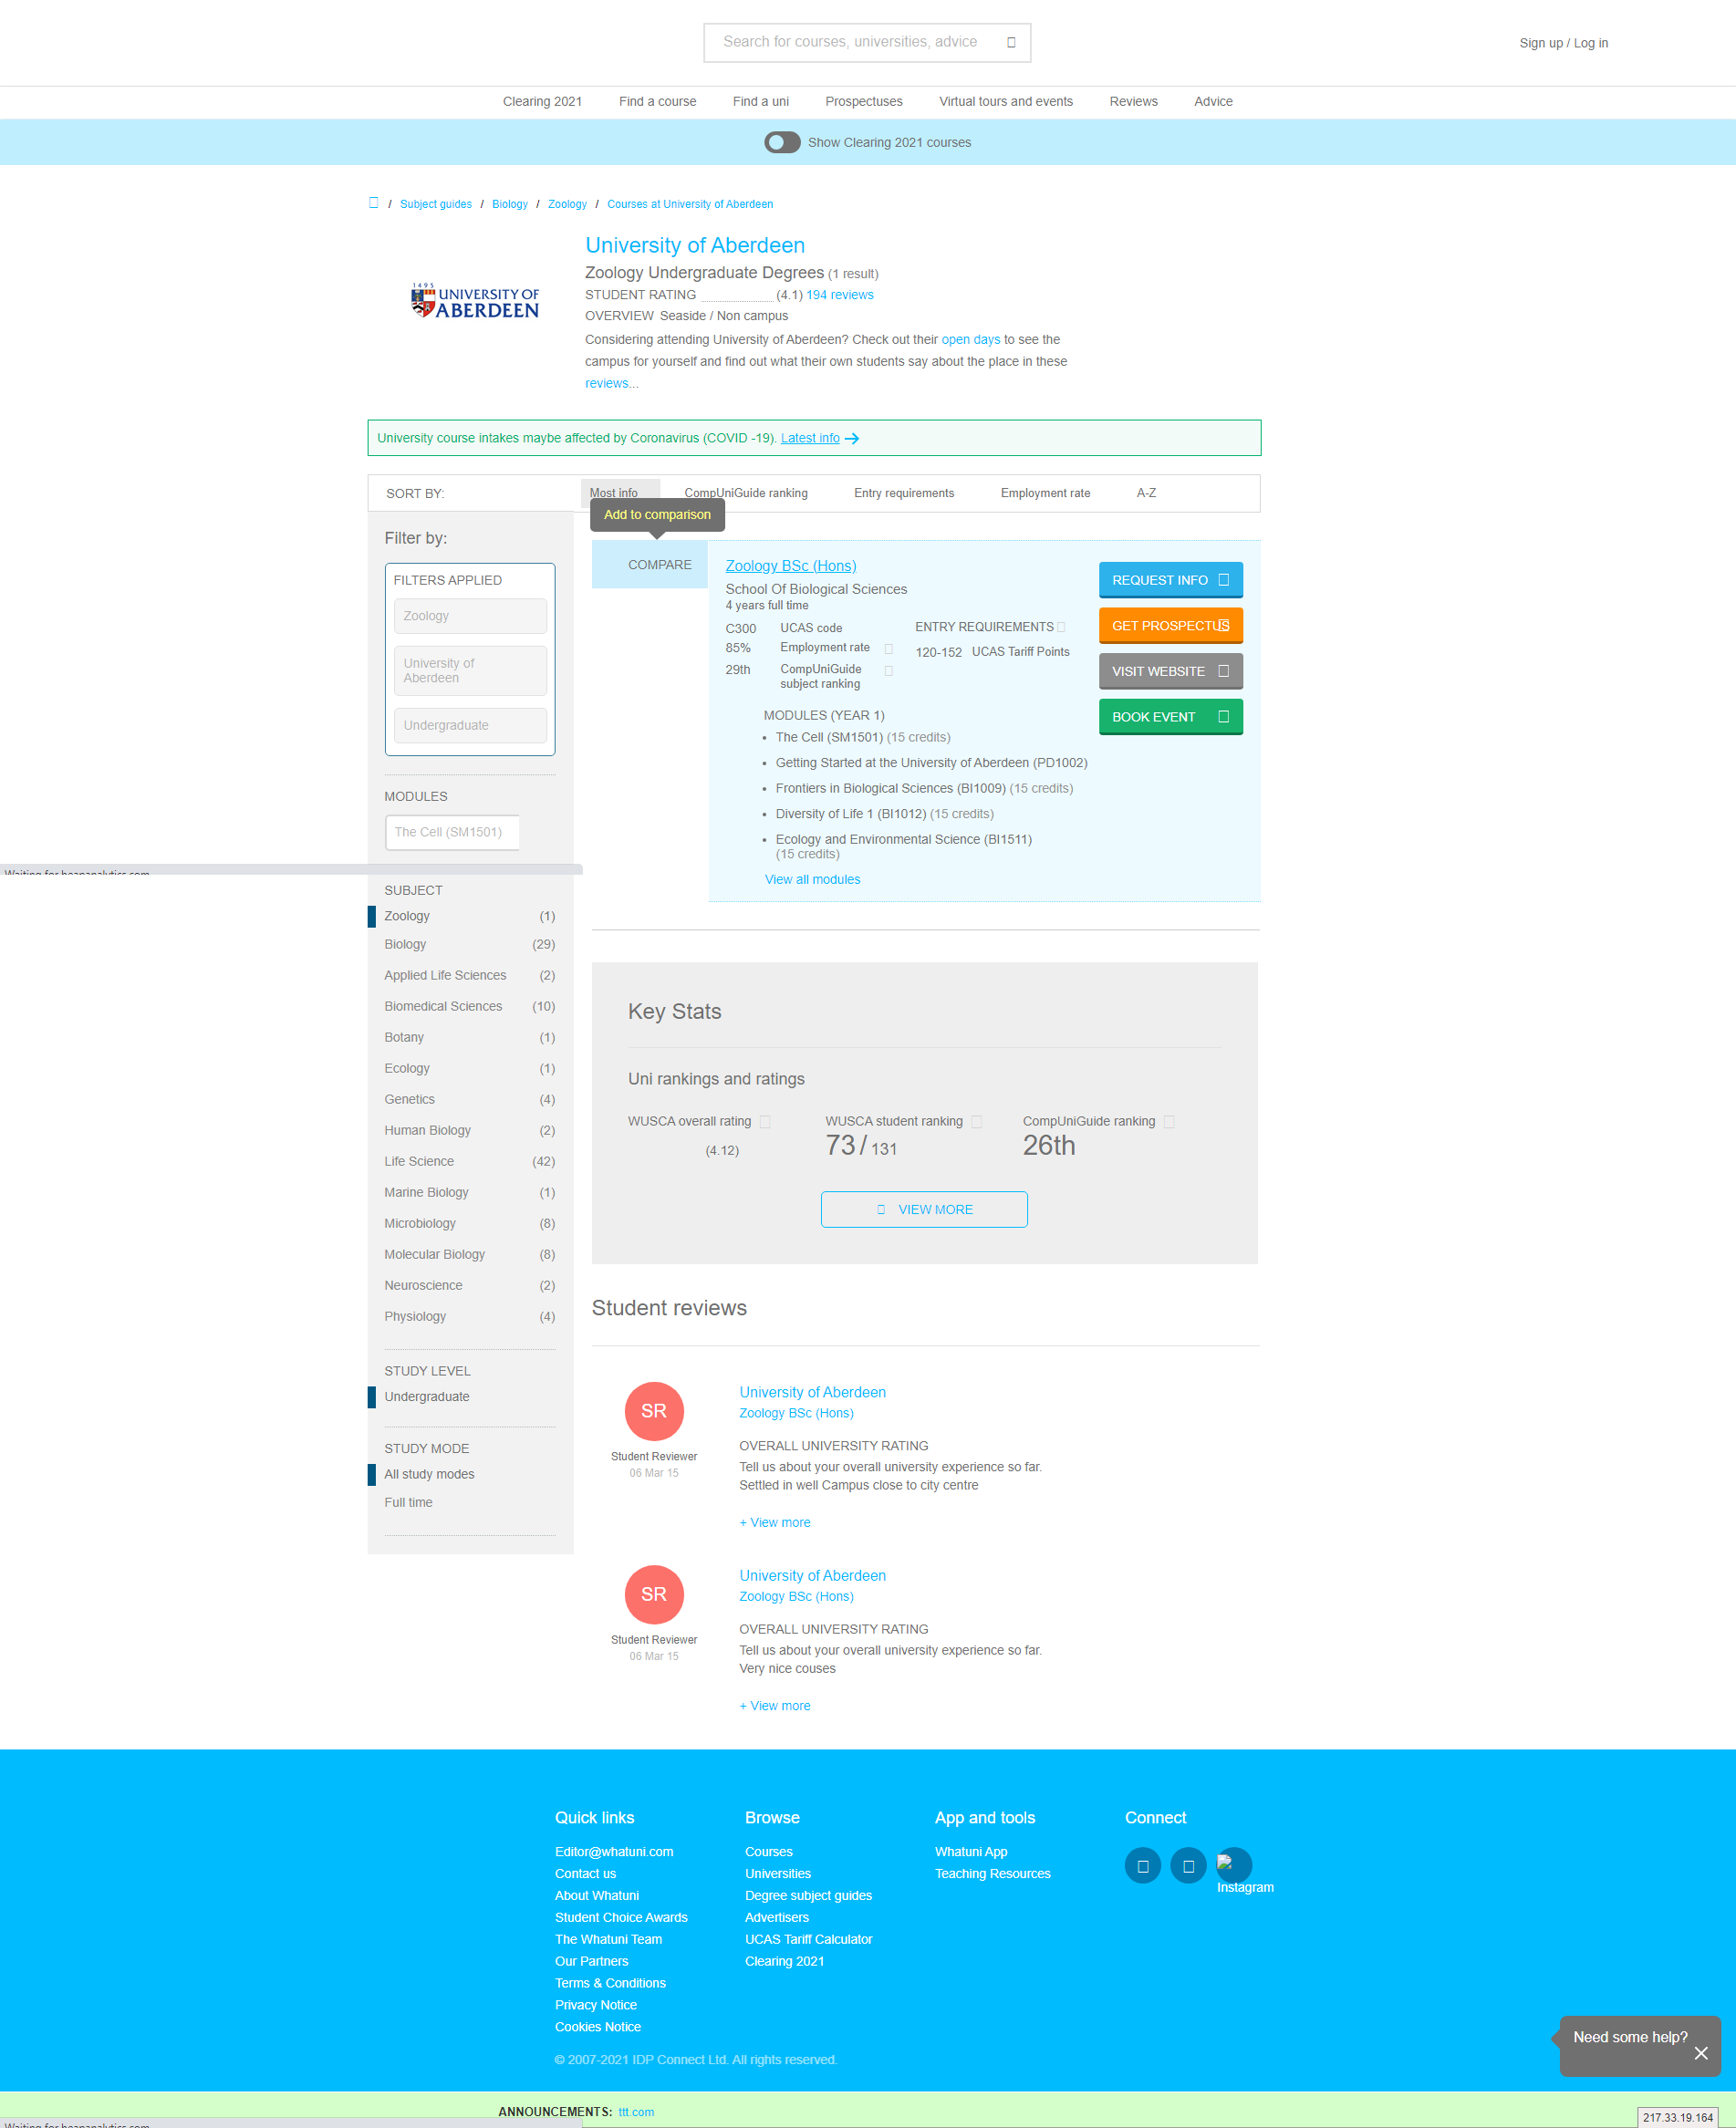 Search for courses, universities, advice
Sign up / Log in
Clearing 2021 Find a course Find a uni Prospectuses Virtual tours and events Reviews Advice
Show Clearing 2021 courses
/ Subject guides / Biology / Zoology / Courses at University of Aberdeen
1495
UNIVERSITY OF
ABERDEEN
University of Aberdeen
Zoology Undergraduate Degrees (1 result)
STUDENT RATING (4.1) 194 reviews
OVERVIEW Seaside / Non campus
Considering attending University of Aberdeen? Check out their open days to see the
campus for yourself and find out what their own students say about the place in these
reviews...
University course intakes maybe affected by Coronavirus (COVID -19). Latest info
SORT BY: Most info CompUniGuide ranking Entry requirements Employment rate A-Z
Add to comparison
Filter by:
FILTERS APPLIED
Zoology
University of
Aberdeen
Undergraduate
MODULES
The Cell (SM1501)
Waiting for heapanalytics.com
SUBJECT
Zoology (1)
Biology (29)
Applied Life Sciences (2)
Biomedical Sciences (10)
Botany (1)
Ecology (1)
Genetics (4)
Human Biology (2)
Life Science (42)
Marine Biology (1)
Microbiology (8)
Molecular Biology (8)
Neuroscience (2)
Physiology (4)
STUDY LEVEL
Undergraduate
STUDY MODE
All study modes
Full time
COMPARE
Zoology BSc (Hons)
School Of Biological Sciences
4 years full time
C300 UCAS code
85% Employment rate
29th CompUniGuide
subject ranking
ENTRY REQUIREMENTS
120-152 UCAS Tariff Points
REQUEST INFO
GET PROSPECTUS
VISIT WEBSITE
BOOK EVENT
MODULES (YEAR 1)
• The Cell (SM1501) (15 credits)
• Getting Started at the University of Aberdeen (PD1002)
• Frontiers in Biological Sciences (BI1009) (15 credits)
• Diversity of Life 1 (BI1012) (15 credits)
• Ecology and Environmental Science (BI1511)
(15 credits)
View all modules
Key Stats
Uni rankings and ratings
WUSCA overall rating WUSCA student ranking CompUniGuide ranking
(4.12) 73 / 131 26th
VIEW MORE
Student reviews
SR
Student Reviewer
06 Mar 15
University of Aberdeen
Zoology BSc (Hons)
OVERALL UNIVERSITY RATING
Tell us about your overall university experience so far.
Settled in well Campus close to city centre
+ View more
SR
Student Reviewer
06 Mar 15
University of Aberdeen
Zoology BSc (Hons)
OVERALL UNIVERSITY RATING
Tell us about your overall university experience so far.
Very nice couses
+ View more
Quick links
Editor@whatuni.com
Contact us
About Whatuni
Student Choice Awards
The Whatuni Team
Our Partners
Terms & Conditions
Privacy Notice
Cookies Notice
Browse
Courses
Universities
Degree subject guides
Advertisers
UCAS Tariff Calculator
Clearing 2021
App and tools
Whatuni App
Teaching Resources
Connect
Instagram
© 2007-2021 IDP Connect Ltd. All rights reserved.
Need some help?
ANNOUNCEMENTS: ttt.com
Waiting for heapanalytics.com
217.33.19.164